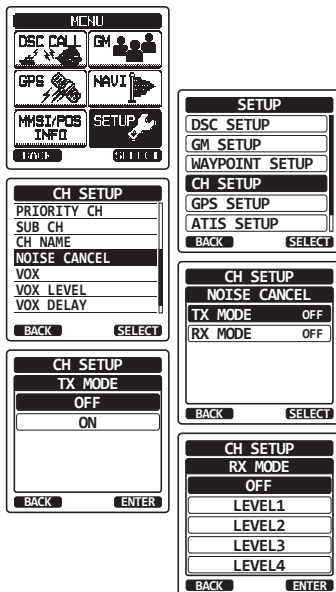 MENU
DSC CALL GM
GPS NAVI
MMSI/POS INFO SETUP
BACK SELECT
SETUP
DSC SETUP
GM SETUP
WAYPOINT SETUP
CH SETUP
GPS SETUP
ATIS SETUP
BACK SELECT
CH SETUP
PRIORITY CH
SUB CH
CH NAME
NOISE CANCEL
VOX
VOX LEVEL
VOX DELAY
BACK SELECT
CH SETUP
NOISE CANCEL
TX MODE OFF
RX MODE OFF
BACK SELECT
CH SETUP
TX MODE
OFF
ON
BACK ENTER
CH SETUP
RX MODE
OFF
LEVEL1
LEVEL2
LEVEL3
LEVEL4
BACK ENTER